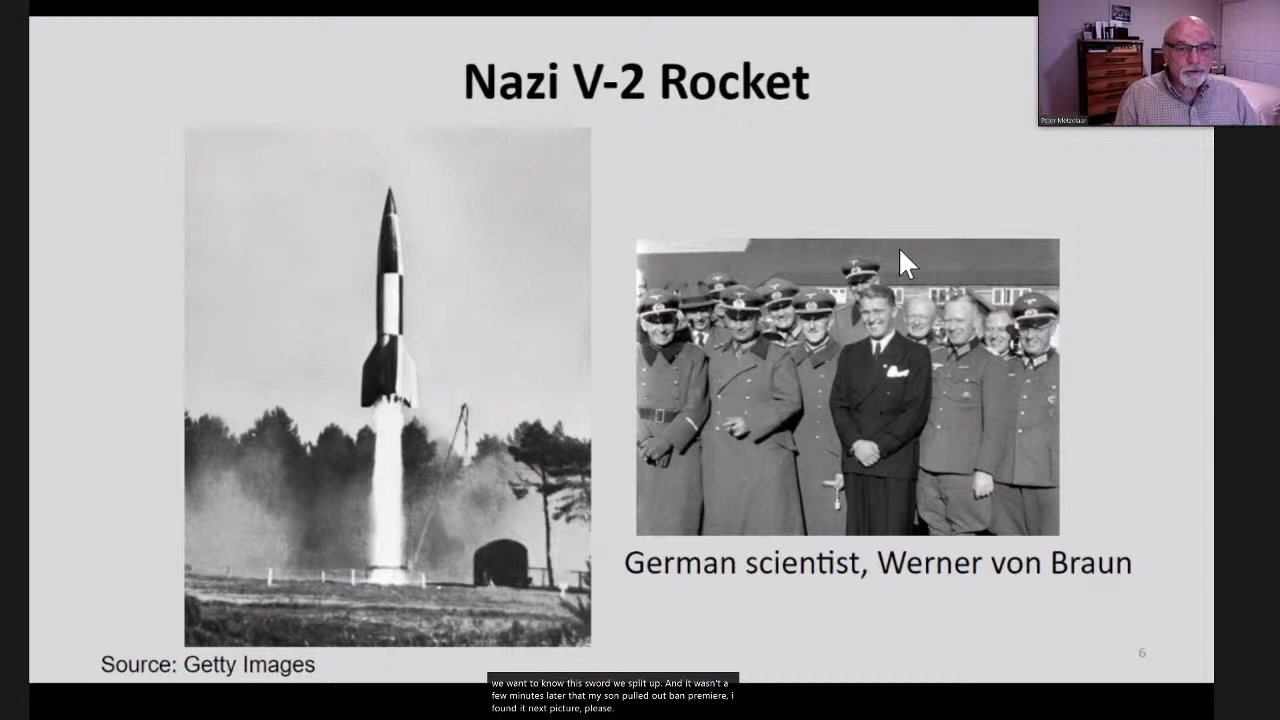 Nazi V-2 Rocket
Peter Metzelaar
German scientist, Werner von Braun
Source: Getty Images
6
we want to know this sword we split up. And it wasn't a
few minutes later that my son pulled out ban premiere, i
found it next picture, please.